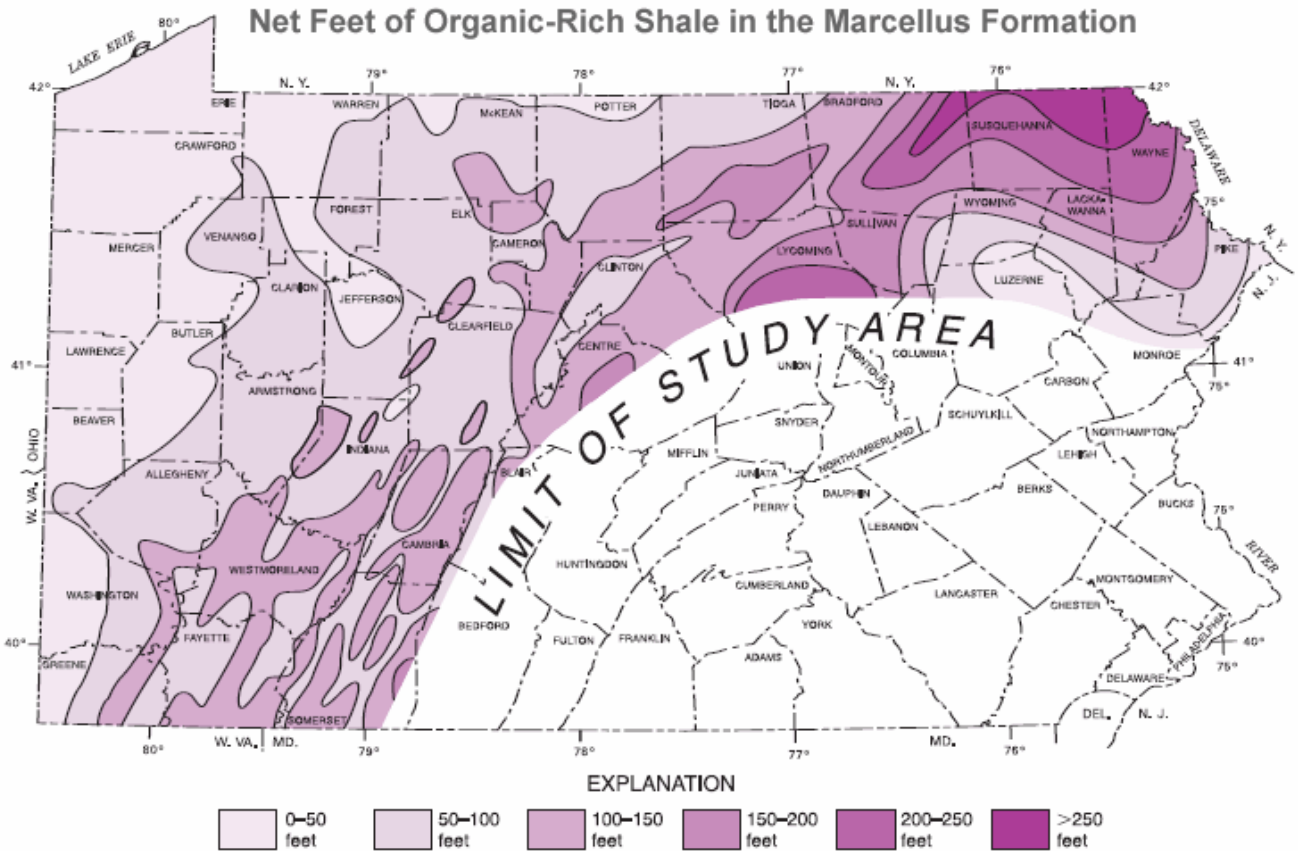 Net Feet of Organic-Rich Shale in the Marcellus Formation
LAKE ERIE
80°
79°
78°
77°
76°
42°
N. Y.
N. Y.
42°
ERIE
WARREN
McKEAN
POTTER
TIOGA
BRADFORD
SUSQUEHANNA
WAYNE
DELAWARE
CRAWFORD
FOREST
ELK
CAMERON
SULLIVAN
WYOMING
LACKA-
WANNA
75°
PIKE
N. Y.
N. J.
MERCER
VENANGO
CLARION
JEFFERSON
CLEARFIELD
CLINTON
LYCOMING
LUZERNE
BUTLER
LAWRENCE
41°
CENTRE
LIMIT OF STUDY AREA
UNION
MONTOUR
COLUMBIA
MONROE
41°
75°
CARBON
ARMSTRONG
BEAVER
INDIANA
SNYDER
SCHUYLKILL
NORTHAMPTON
NORTHUMBERLAND
LEHIGH
OHIO
W. VA.
ALLEGHENY
BLAIR
MIFFLIN
JUNIATA
PERRY
DAUPHIN
BERKS
BUCKS
75°
LEBANON
RIVER
CAMBRIA
WESTMORELAND
HUNTINGDON
CUMBERLAND
LANCASTER
MONTGOMERY
CHESTER
WASHINGTON
BEDFORD
FULTON
FRANKLIN
YORK
PHILADELPHIA
40°
40°
75°
FAYETTE
GREENE
ADAMS
DELAWARE
SOMERSET
DEL.
N. J.
80°
W. VA.
MD.
79°
78°
77°
MD.
76°
EXPLANATION
0–50
feet
50–100
feet
100–150
feet
150–200
feet
200–250
feet
>250
feet